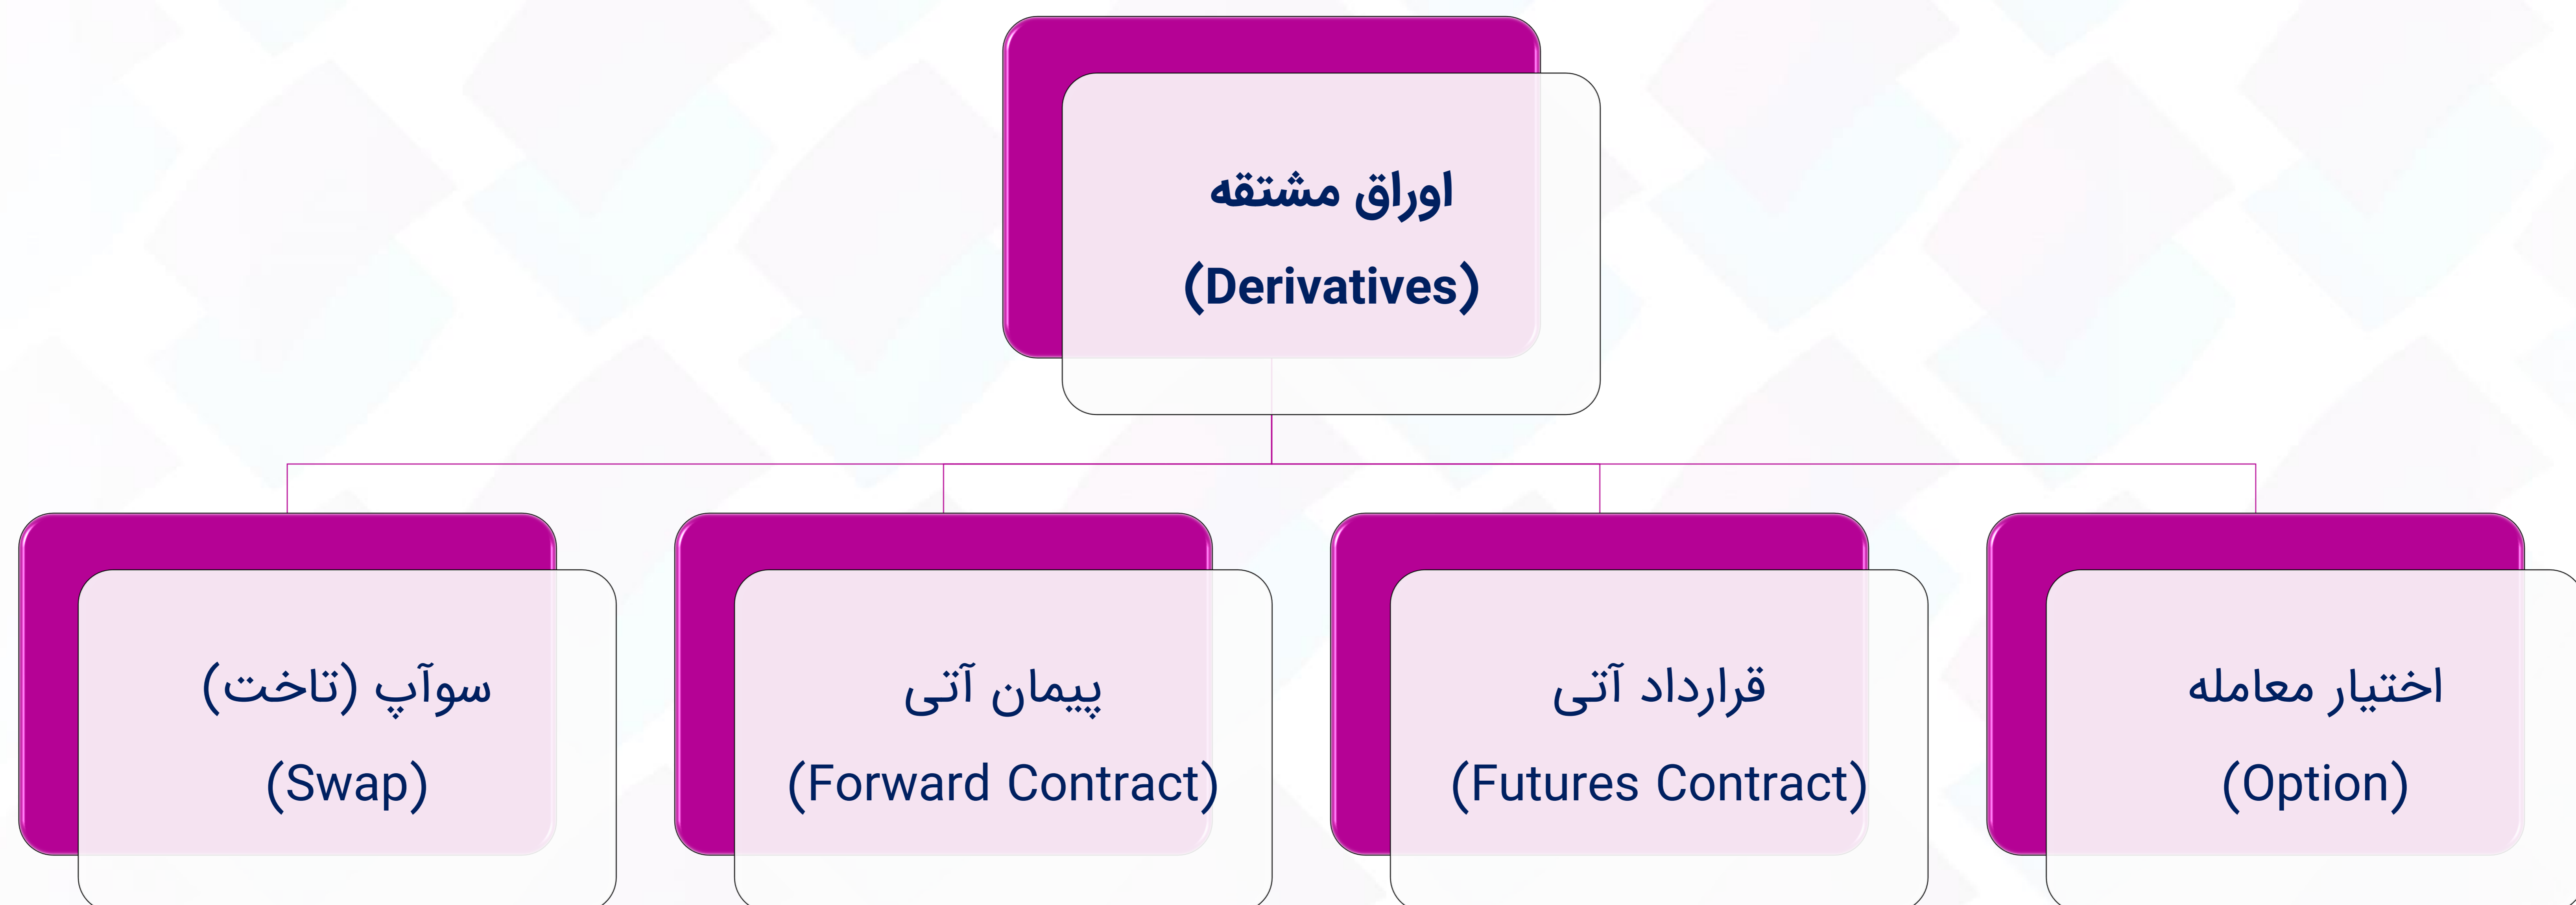 اوراق مشتقه
(Derivatives)
اختیار معامله
(Option)
قرارداد آتی
(Futures Contract)
پیمان آتی
(Forward Contract)
سوآپ (تاخت)
(Swap)